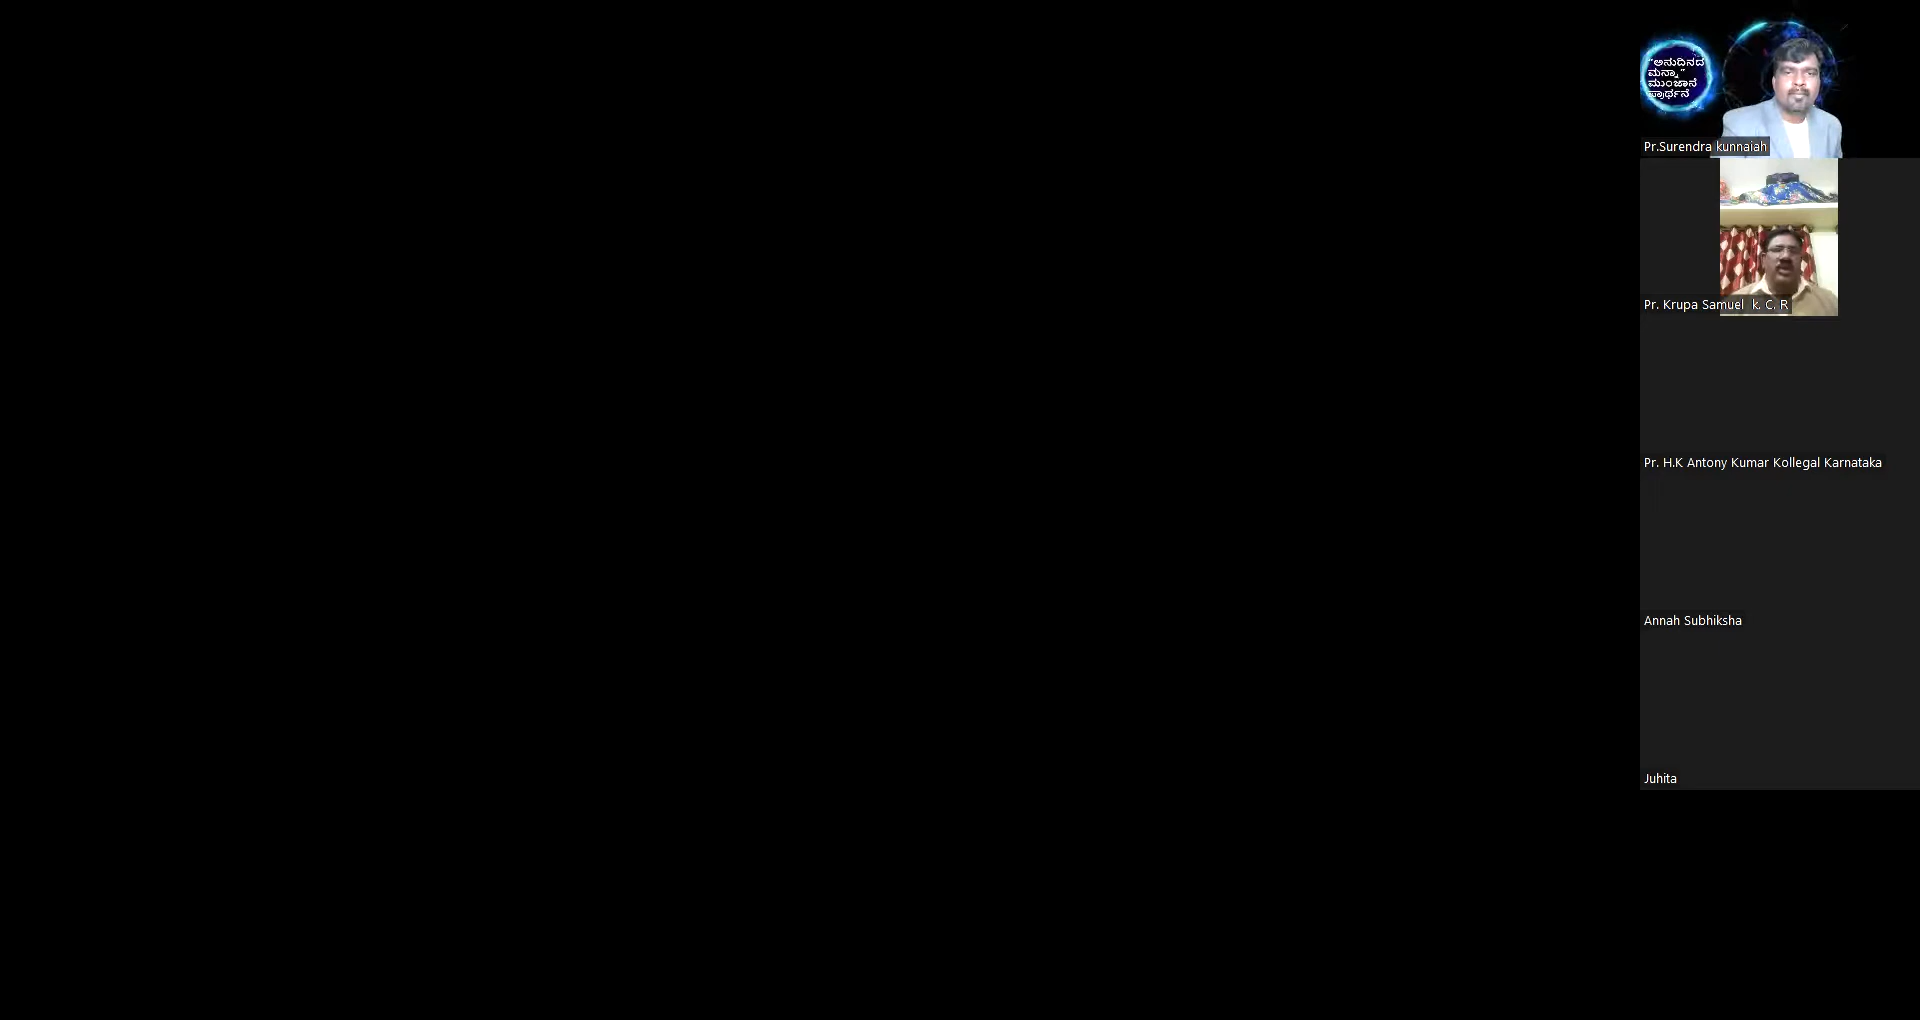 "ಅನುದಿನದ
ಮನ್ನಾ"
ಮುಂಜಾನೆ
ಪ್ರಾರ್ಥನೆ
Pr.Surendra kunnaiah
Pr. Krupa Samuel k. C. R
Pr. H.K Antony Kumar Kollegal Karnataka
Annah Subhiksha
Juhita